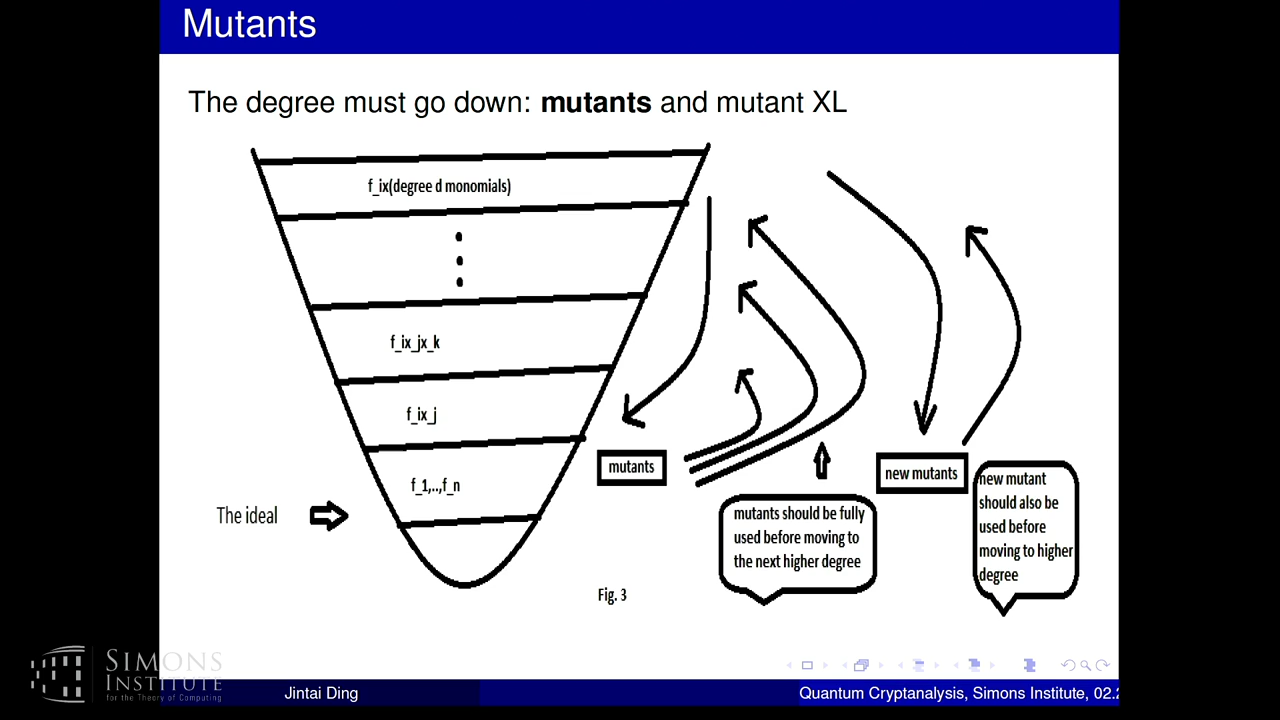 Mutants
The degree must go down: mutants and mutant XL
f_ix(degree d monomials)
f_ix_jx_k
f_ix_j
f_1,..,f_n
The ideal
mutants
mutants should be fully
used before moving to
the next higher degree
new mutants
new mutant
should also be
used before
moving to higher
degree
Fig. 3
SIMONS
INSTITUTE
for the Theory of Computing
Jintai Ding
Quantum Cryptanalysis, Simons Institute, 02.2